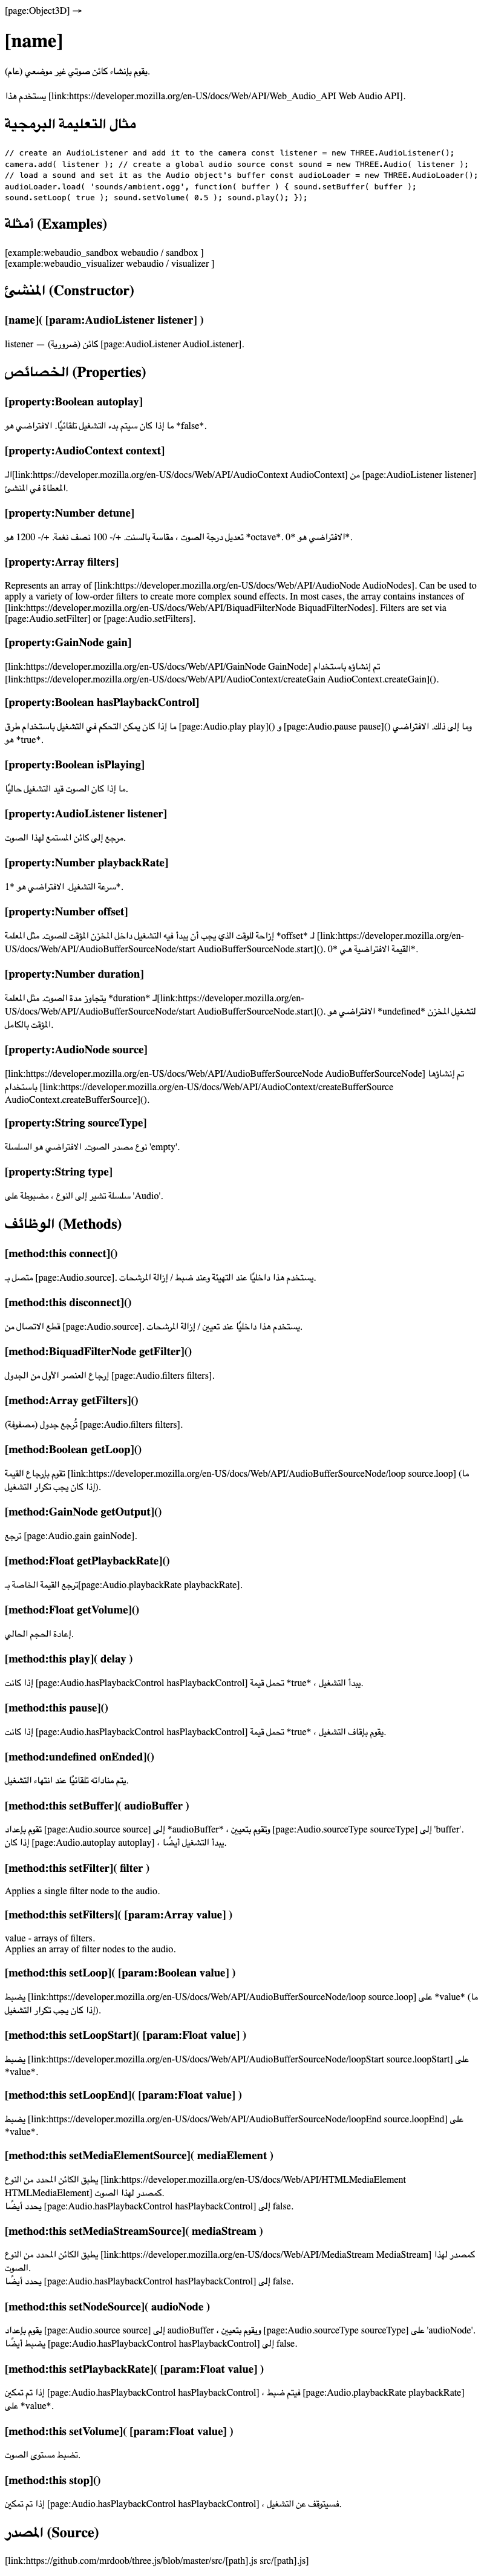 [page:Object3D] →
[name]
يقوم بإنشاء كائن صوتي غير موضعي (عام).
يستخدم هذا [link:https://developer.mozilla.org/en-US/docs/Web/API/Web_Audio_API Web Audio API].
مثال التعليمة البرمجية
// create an AudioListener and add it to the camera const listener = new THREE.AudioListener();
camera.add( listener ); // create a global audio source const sound = new THREE.Audio( listener );
// load a sound and set it as the Audio object's buffer const audioLoader = new THREE.AudioLoader();
audioLoader.load( 'sounds/ambient.ogg', function( buffer ) { sound.setBuffer( buffer );
sound.setLoop( true ); sound.setVolume( 0.5 ); sound.play(); });
أمثلة (Examples)
[example:webaudio_sandbox webaudio / sandbox ]
[example:webaudio_visualizer webaudio / visualizer ]
المنشئ (Constructor)
[name]( [param:AudioListener listener] )
listener — (ضرورية) كائن [page:AudioListener AudioListener].
الخصائص (Properties)
[property:Boolean autoplay]
ما إذا كان سيتم بدء التشغيل تلقائيًا. الافتراضي هو *false*.
[property:AudioContext context]
الـ[link:https://developer.mozilla.org/en-US/docs/Web/API/AudioContext AudioContext] من [page:AudioListener listener]
المعطاة في المنشئ.
[property:Number detune]
تعديل درجة الصوت ، مقاسة بالسنت. +/- 100 نصف نغمة. +/- 1200 هو *octave*. الافتراضي هو *0*.
[property:Array filters]
Represents an array of [link:https://developer.mozilla.org/en-US/docs/Web/API/AudioNode AudioNodes]. Can be used
to apply a variety of low-order filters to create more complex sound effects. In most cases, the array contains instances of
[link:https://developer.mozilla.org/en-US/docs/Web/API/BiquadFilterNode BiquadFilterNodes]. Filters are set via
[page:Audio.setFilter] or [page:Audio.setFilters].
[property:GainNode gain]
[link:https://developer.mozilla.org/en-US/docs/Web/API/GainNode GainNode] تم إنشاؤه باستخدام
[link:https://developer.mozilla.org/en-US/docs/Web/API/AudioContext/createGain AudioContext.createGain]().
[property:Boolean hasPlaybackControl]
ما إذا كان يمكن التحكم في التشغيل باستخدام طرق [page:Audio.play play]() و [page:Audio.pause pause]() وما إلى ذلك. الافتراضي
هو *true*.
[property:Boolean isPlaying]
ما إذا كان الصوت قيد التشغيل حاليًا.
[property:AudioListener listener]
مرجع إلى كائن المستمع لهذا الصوت.
[property:Number playbackRate]
سرعة التشغيل. الافتراضي هو *1*.
[property:Number offset]
إزاحة للوقت الذي يجب أن يبدأ فيه التشغيل داخل المخزن المؤقت للصوت. مثل المعلمة *offset* لـ [link:https://developer.mozilla.org/en-
US/docs/Web/API/AudioBufferSourceNode/start AudioBufferSourceNode.start](). القيمة الافتراضية هي *0*.
[property:Number duration]
يتجاوز مدة الصوت. مثل المعلمة *duration* لـ[link:https://developer.mozilla.org/en-
US/docs/Web/API/AudioBufferSourceNode/start AudioBufferSourceNode.start](). الافتراضي هو *undefined* لتشغيل المخزن
المؤقت بالكامل.
[property:AudioNode source]
[link:https://developer.mozilla.org/en-US/docs/Web/API/AudioBufferSourceNode AudioBufferSourceNode] تم إنشاؤها
باستخدام [link:https://developer.mozilla.org/en-US/docs/Web/API/AudioContext/createBufferSource
AudioContext.createBufferSource]().
[property:String sourceType]
نوع مصدر الصوت. الافتراضي هو السلسلة 'empty'.
[property:String type]
سلسلة تشير إلى النوع ، مضبوطة على 'Audio'.
الوظائف (Methods)
[method:this connect]()
متصل بـ [page:Audio.source]. يستخدم هذا داخليًا عند التهيئة وعند ضبط / إزالة المرشحات.
[method:this disconnect]()
قطع الاتصال من [page:Audio.source]. يستخدم هذا داخليًا عند تعيين / إزالة المرشحات.
[method:BiquadFilterNode getFilter]()
إرجاع العنصر الأول من الجدول [page:Audio.filters filters].
[method:Array getFilters]()
تُرجع جدول (مصفوفة) [page:Audio.filters filters].
[method:Boolean getLoop]()
تقوم بإرجاع القيمة [link:https://developer.mozilla.org/en-US/docs/Web/API/AudioBufferSourceNode/loop source.loop] (ما
إذا كان يجب تكرار التشغيل).
[method:GainNode getOutput]()
ترجع [page:Audio.gain gainNode].
[method:Float getPlaybackRate]()
ترجع القيمة الخاصة بـ[page:Audio.playbackRate playbackRate].
[method:Float getVolume]()
إعادة الحجم الحالي.
[method:this play]( delay )
إذا كانت [page:Audio.hasPlaybackControl hasPlaybackControl] تحمل قيمة *true* ، يبدأ التشغيل.
[method:this pause]()
إذا كانت [page:Audio.hasPlaybackControl hasPlaybackControl] تحمل قيمة *true* ، يقوم بإقاف التشغيل.
[method:undefined onEnded]()
يتم مناداته تلقائيًا عند انتهاء التشغيل.
[method:this setBuffer]( audioBuffer )
تقوم بإعداد [page:Audio.source source] إلى *audioBuffer* ، وتقوم بتعيين [page:Audio.sourceType sourceType] إلى 'buffer'.
إذا كان [page:Audio.autoplay autoplay] ، يبدأ التشغيل أيضًا.
[method:this setFilter]( filter )
Applies a single filter node to the audio.
[method:this setFilters]( [param:Array value] )
value - arrays of filters.
Applies an array of filter nodes to the audio.
[method:this setLoop]( [param:Boolean value] )
يضبط [link:https://developer.mozilla.org/en-US/docs/Web/API/AudioBufferSourceNode/loop source.loop] على *value* (ما
إذا كان يجب تكرار التشغيل).
[method:this setLoopStart]( [param:Float value] )
يضبط [link:https://developer.mozilla.org/en-US/docs/Web/API/AudioBufferSourceNode/loopStart source.loopStart] على
*value*.
[method:this setLoopEnd]( [param:Float value] )
يضبط [link:https://developer.mozilla.org/en-US/docs/Web/API/AudioBufferSourceNode/loopEnd source.loopEnd] على
*value*.
[method:this setMediaElementSource]( mediaElement )
يطبق الكائن المحدد من النوع [link:https://developer.mozilla.org/en-US/docs/Web/API/HTMLMediaElement
HTMLMediaElement] كمصدر لهذا الصوت.
يحدد أيضًا [page:Audio.hasPlaybackControl hasPlaybackControl] إلى false.
[method:this setMediaStreamSource]( mediaStream )
يطبق الكائن المحدد من النوع [link:https://developer.mozilla.org/en-US/docs/Web/API/MediaStream MediaStream] كمصدر لهذا
الصوت.
يحدد أيضًا [page:Audio.hasPlaybackControl hasPlaybackControl] إلى false.
[method:this setNodeSource]( audioNode )
يقوم بإعداد [page:Audio.source source] إلى audioBuffer ، ويقوم بتعيين [page:Audio.sourceType sourceType] على 'audioNode'.
يضبط أيضًا [page:Audio.hasPlaybackControl hasPlaybackControl] إلى false.
[method:this setPlaybackRate]( [param:Float value] )
إذا تم تمكين [page:Audio.hasPlaybackControl hasPlaybackControl] ، فيتم ضبط [page:Audio.playbackRate playbackRate]
على *value*.
[method:this setVolume]( [param:Float value] )
تضبط مستوى الصوت.
[method:this stop]()
إذا تم تمكين [page:Audio.hasPlaybackControl hasPlaybackControl] ، فسيتوقف عن التشغيل.
المصدر (Source)
[link:https://github.com/mrdoob/three.js/blob/master/src/[path].js src/[path].js]